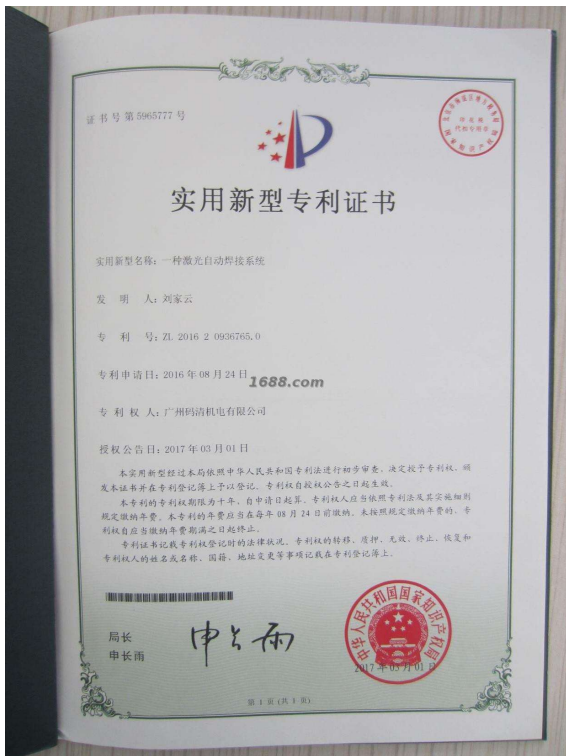 证书号第5965777号
实用新型专利证书
实用新型名称：一种激光自动焊接系统
发明人：刘家云
专利号：ZL 2016 2 0936765.0
专利申请日：2016年08月24日
1688.com
专利权人：广州码清机电有限公司
授权公告日：2017年03月01日
本实用新型经过本局依照中华人民共和国专利法进行初步审查，决定授予专利权，颁
发本证书并在专利登记簿上予以登记。专利权自授权公告之日起生效。
本专利的专利权期限为十年，自申请日起算。专利权人应当依照专利法及其实施细则
规定缴纳年费。本专利的年费应当在每年08月24日前缴纳。未按照规定缴纳年费的，专
利权自应当缴纳年费期满之日起终止。
专利证书记载专利权登记时的法律状况。专利权的转移、质押、无效、终止、恢复和
专利权人的姓名或名称、国籍、地址变更等事项记载在专利登记簿上。
局长
申长雨
申长雨
中华人民共和国国家知识产权局
2017年03月01日
第1页（共1页）